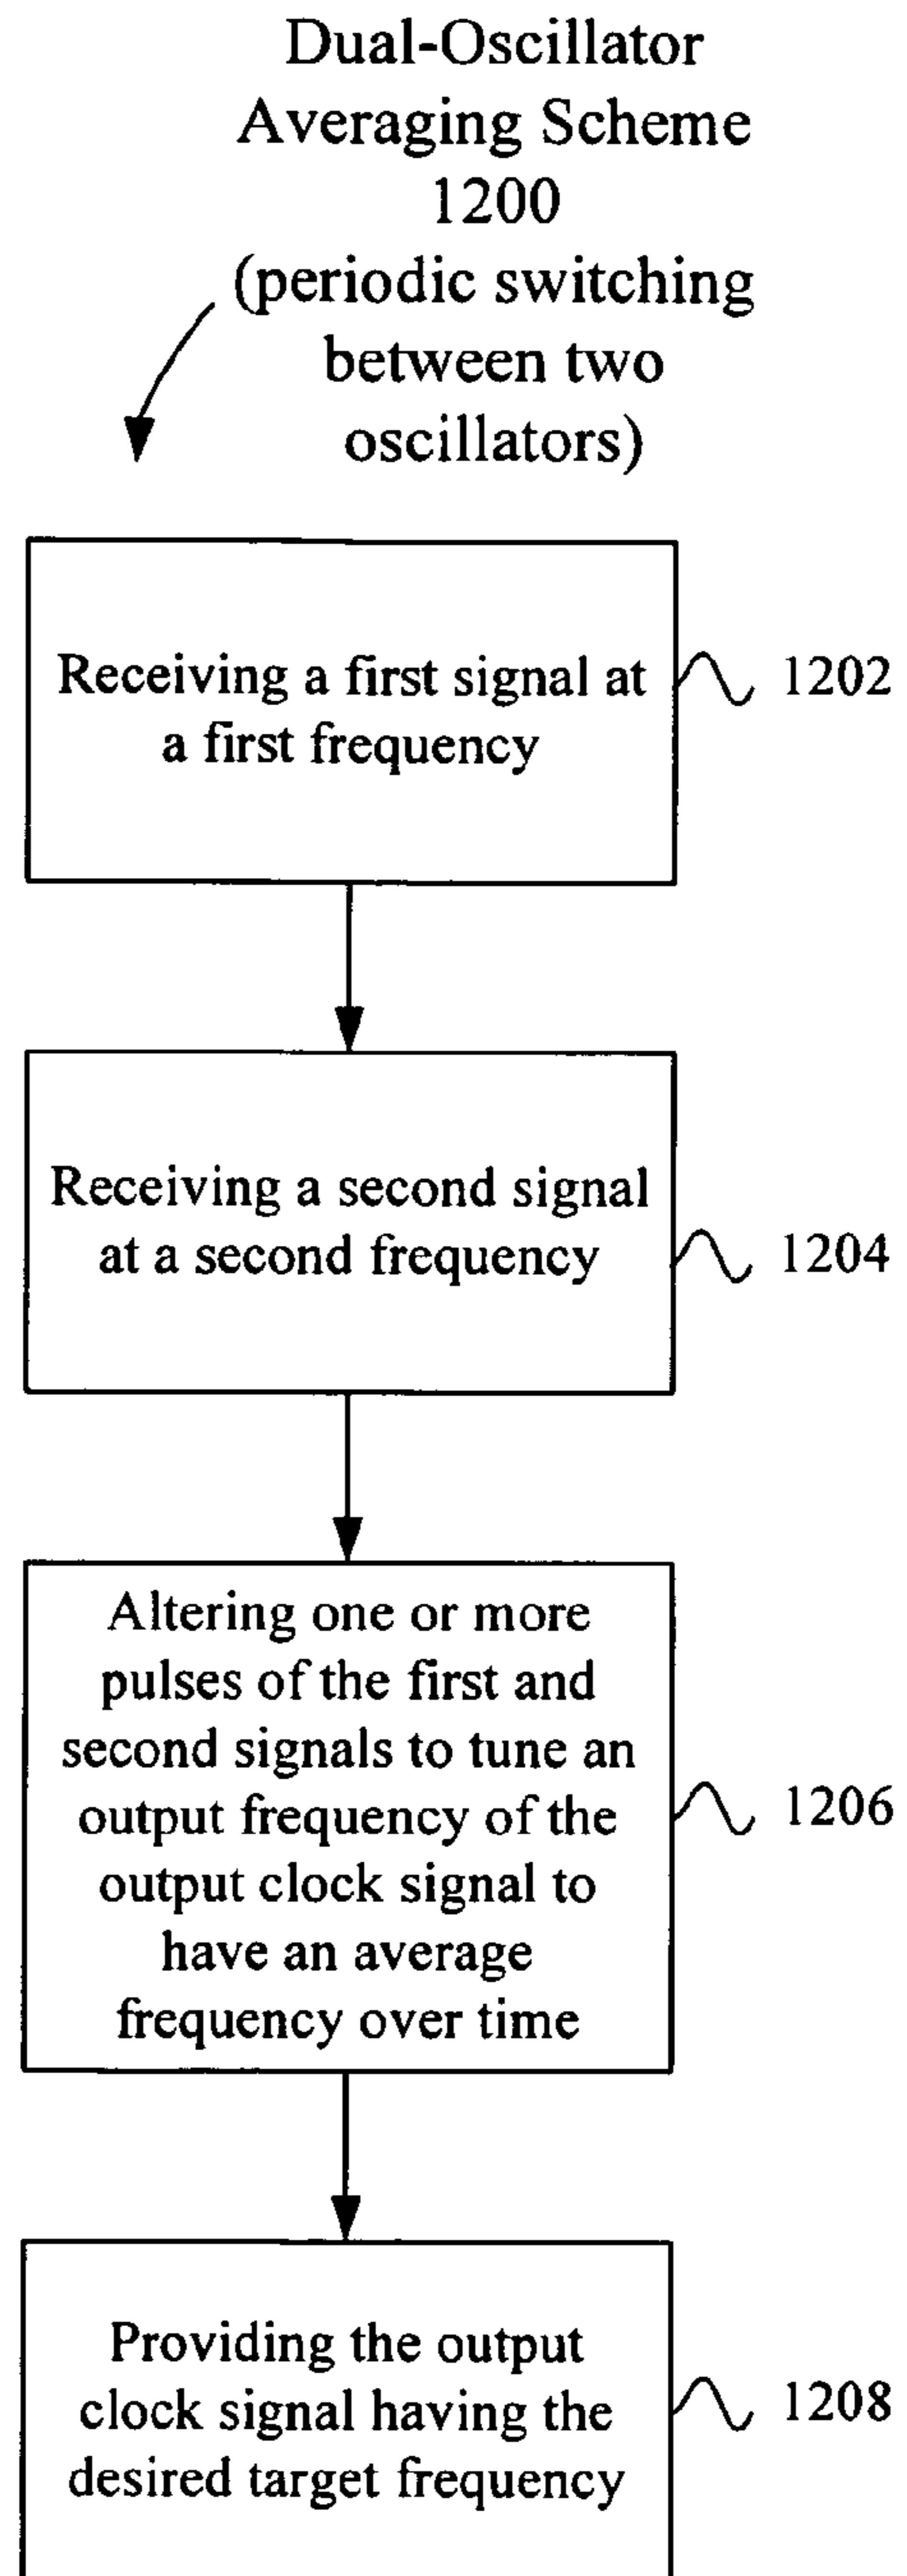 Dual-Oscillator
Averaging Scheme
1200
(periodic switching
between two
oscillators)
Receiving a first signal at
a first frequency
1202
Receiving a second signal
at a second frequency
1204
Altering one or more
pulses of the first and
second signals to tune an
output frequency of the
output clock signal to
have an average
frequency over time
1206
Providing the output
clock signal having the
desired target frequency
1208